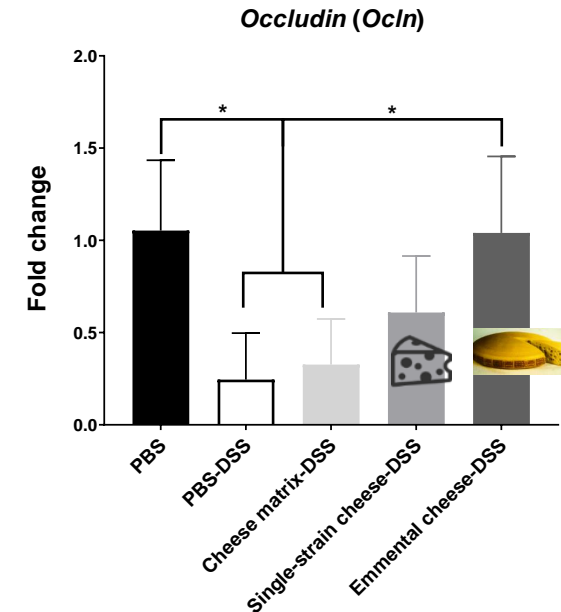 Occludin (Ocln)
Fold change
2.0
1.5
1.0
0.5
0.0
*
*
PBS
PBS-DSS
Cheese matrix-DSS
Single-strain cheese-DSS
Emmental cheese-DSS